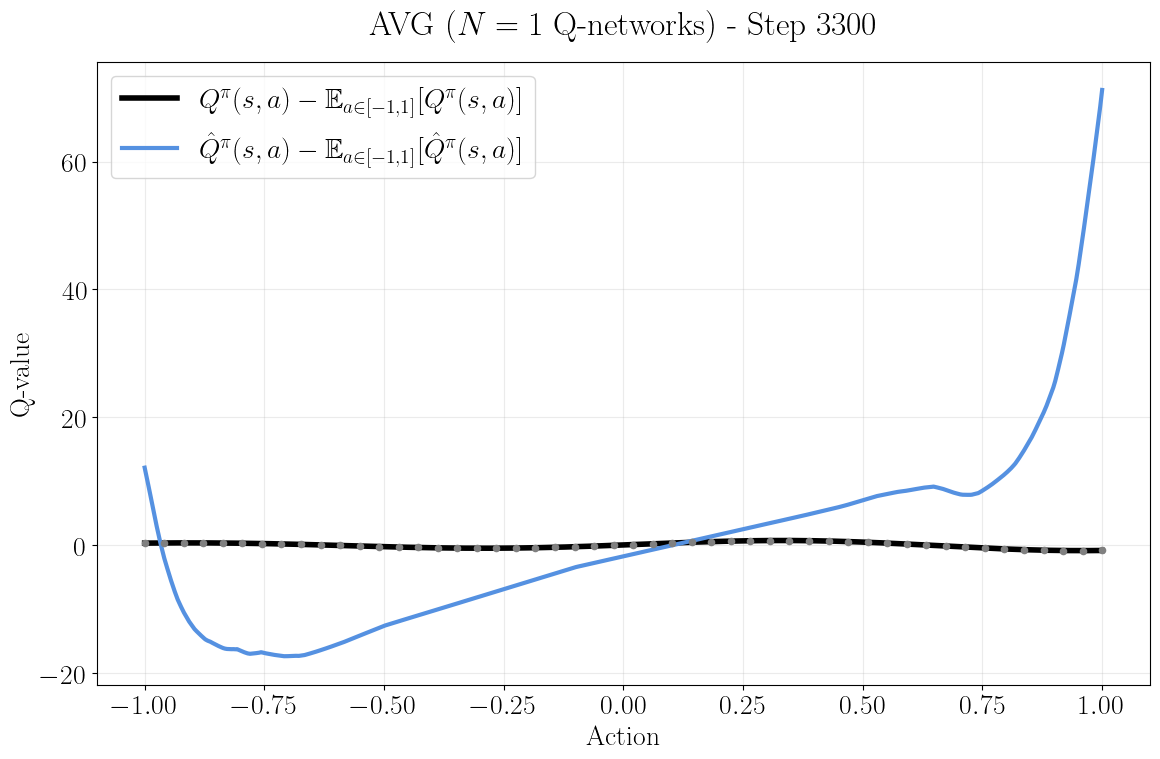 AVG (N = 1 Q-networks) - Step 3300
Q^π(s, a) − 𝔼_{a∈[−1,1]}[Q^π(s, a)]
Q̂^π(s, a) − 𝔼_{a∈[−1,1]}[Q̂^π(s, a)]
60
40
20
0
−20
Q-value
−1.00 −0.75 −0.50 −0.25 0.00 0.25 0.50 0.75 1.00
Action